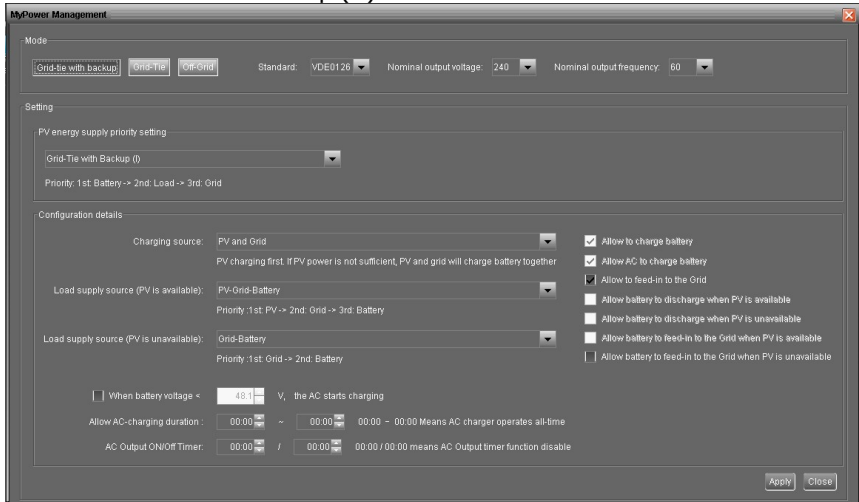 MyPower Management
Mode
Grid-tie with backup Grid-Tie Off-Grid Standard: VDE0126 Nominal output voltage: 240 Nominal output frequency: 60
Setting
PV energy supply priority setting
Grid-Tie with Backup (I)
Priority: 1st: Battery -> 2nd: Load -> 3rd: Grid
Configuration details
Charging source: PV and Grid
PV charging first. If PV power is not sufficient, PV and grid will charge battery together
Load supply source (PV is available): PV-Grid-Battery
Priority :1st: PV -> 2nd: Grid -> 3rd: Battery
Load supply source (PV is unavailable): Grid-Battery
Priority :1st: Grid -> 2nd: Battery
Allow to charge battery
Allow AC to charge battery
Allow to feed-in to the Grid
Allow battery to discharge when PV is available
Allow battery to discharge when PV is unavailable
Allow battery to feed-in to the Grid when PV is available
Allow battery to feed-in to the Grid when PV is unavailable
When battery voltage < 48.1 V, the AC starts charging
Allow AC-charging duration : 00:00 ~ 00:00 00:00 - 00:00 Means AC charger operates all-time
AC Output ON/Off Timer: 00:00 / 00:00 00:00 / 00:00 means AC Output timer function disable
Apply Close